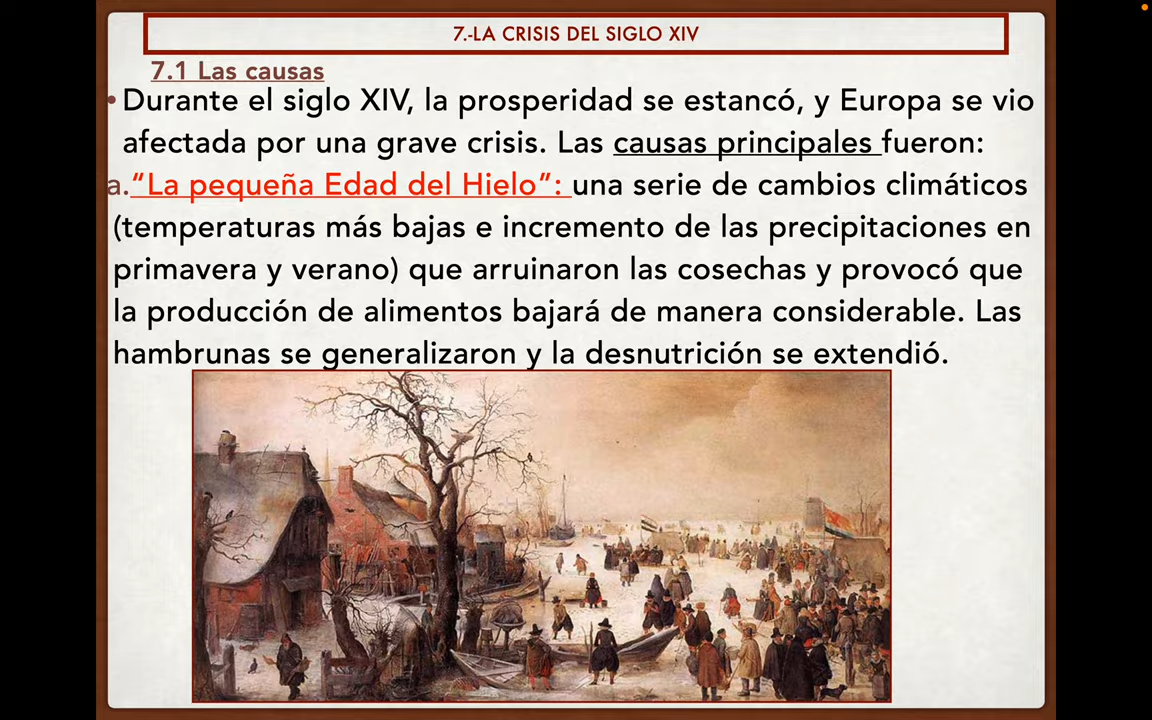 7.-LA CRISIS DEL SIGLO XIV
7.1 Las causas
•Durante el siglo XIV, la prosperidad se estancó, y Europa se vio
afectada por una grave crisis. Las causas principales fueron:
a.“La pequeña Edad del Hielo”: una serie de cambios climáticos
(temperaturas más bajas e incremento de las precipitaciones en
primavera y verano) que arruinaron las cosechas y provocó que
la producción de alimentos bajará de manera considerable. Las
hambrunas se generalizaron y la desnutrición se extendió.